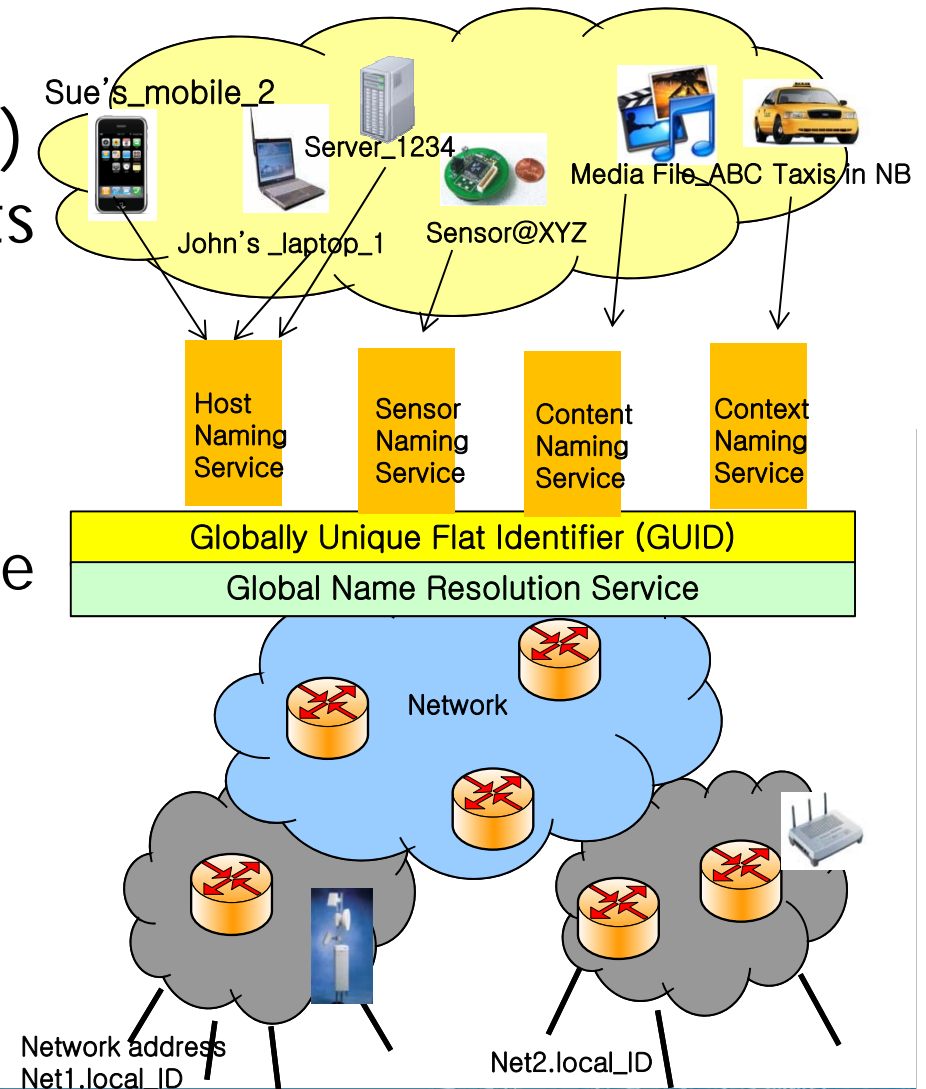 Sue's_mobile_2
)
Server_1234
Media File_ABC Taxis in NB
ts
John's _laptop_1
Sensor@XYZ
Host
Naming
Service
Sensor
Naming
Service
Content
Naming
Service
Context
Naming
Service
Globally Unique Flat Identifier (GUID)
e
Global Name Resolution Service
Network
Network address
Net1.local_ID
Net2.local_ID